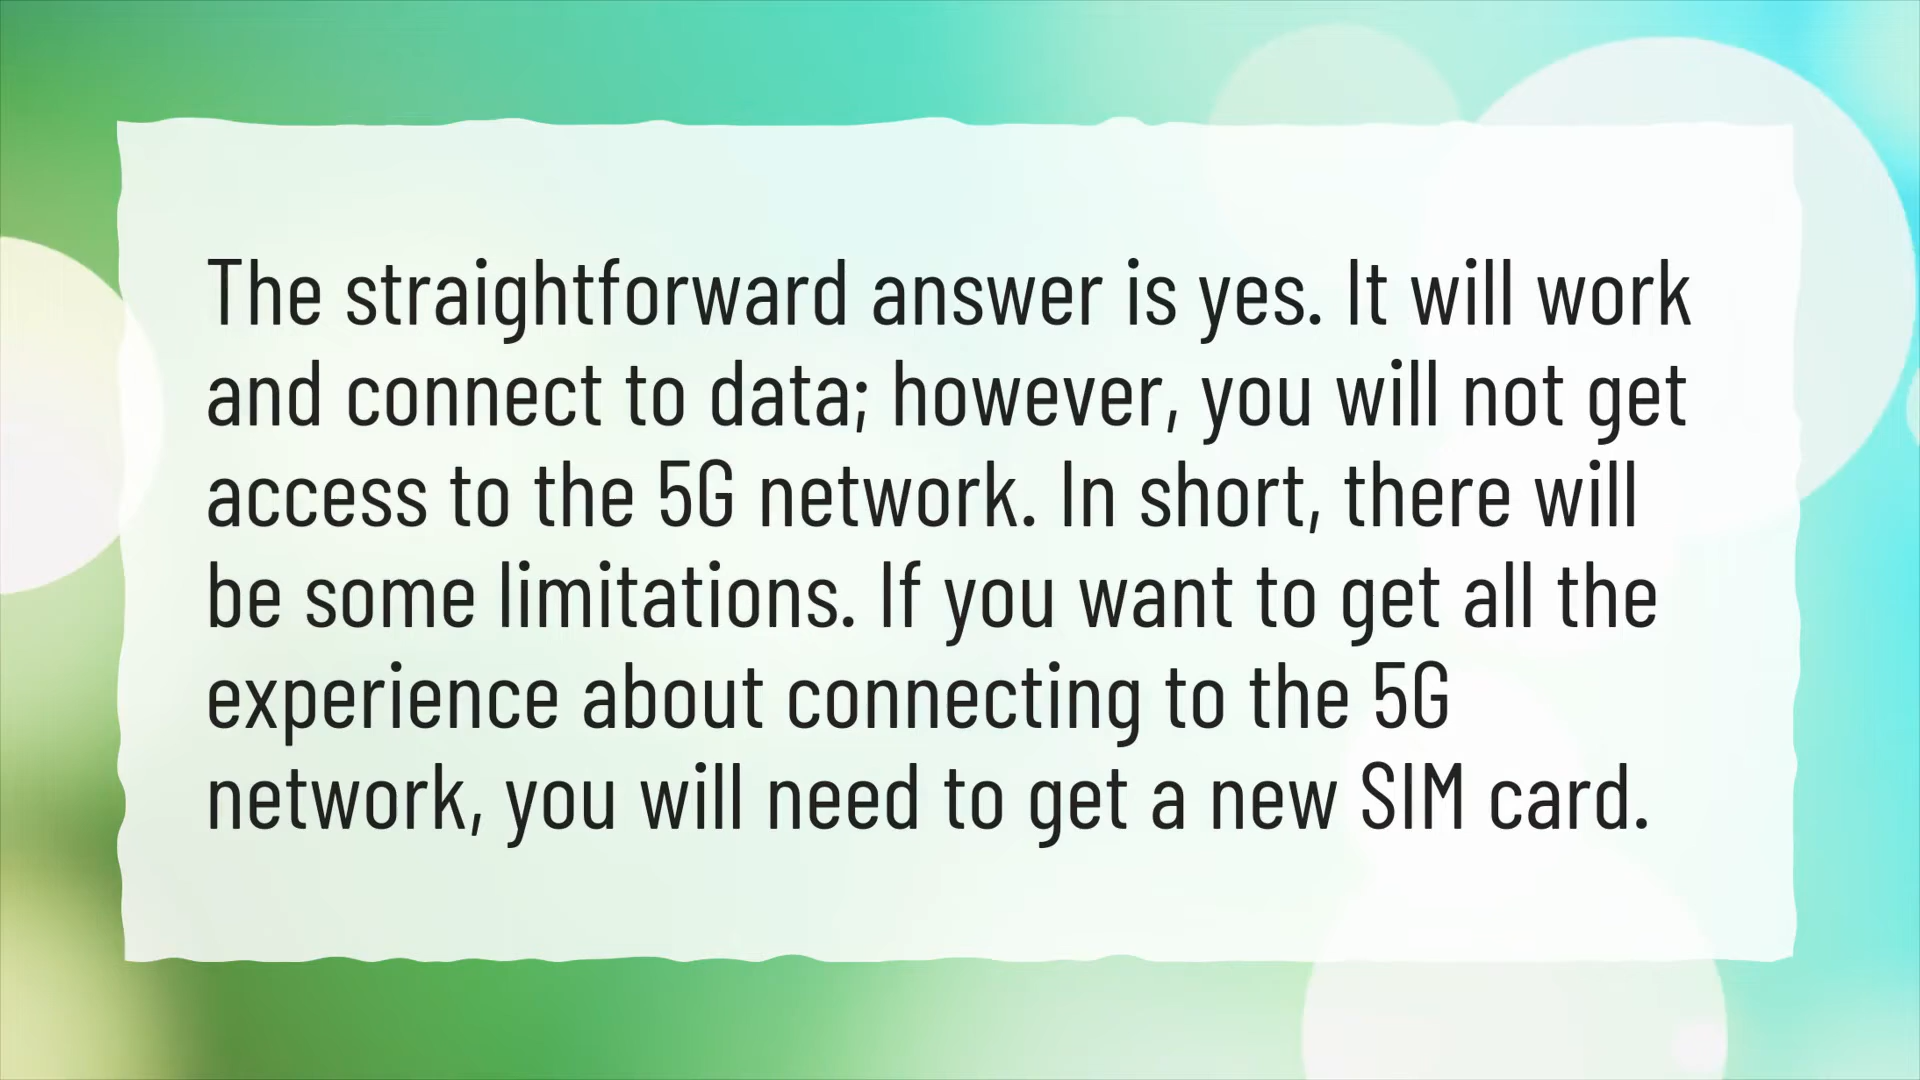 The straightforward answer is yes. It will work
and connect to data; however, you will not get
access to the 5G network. In short, there will
be some limitations. If you want to get all the
experience about connecting to the 5G
network, you will need to get a new SIM card.